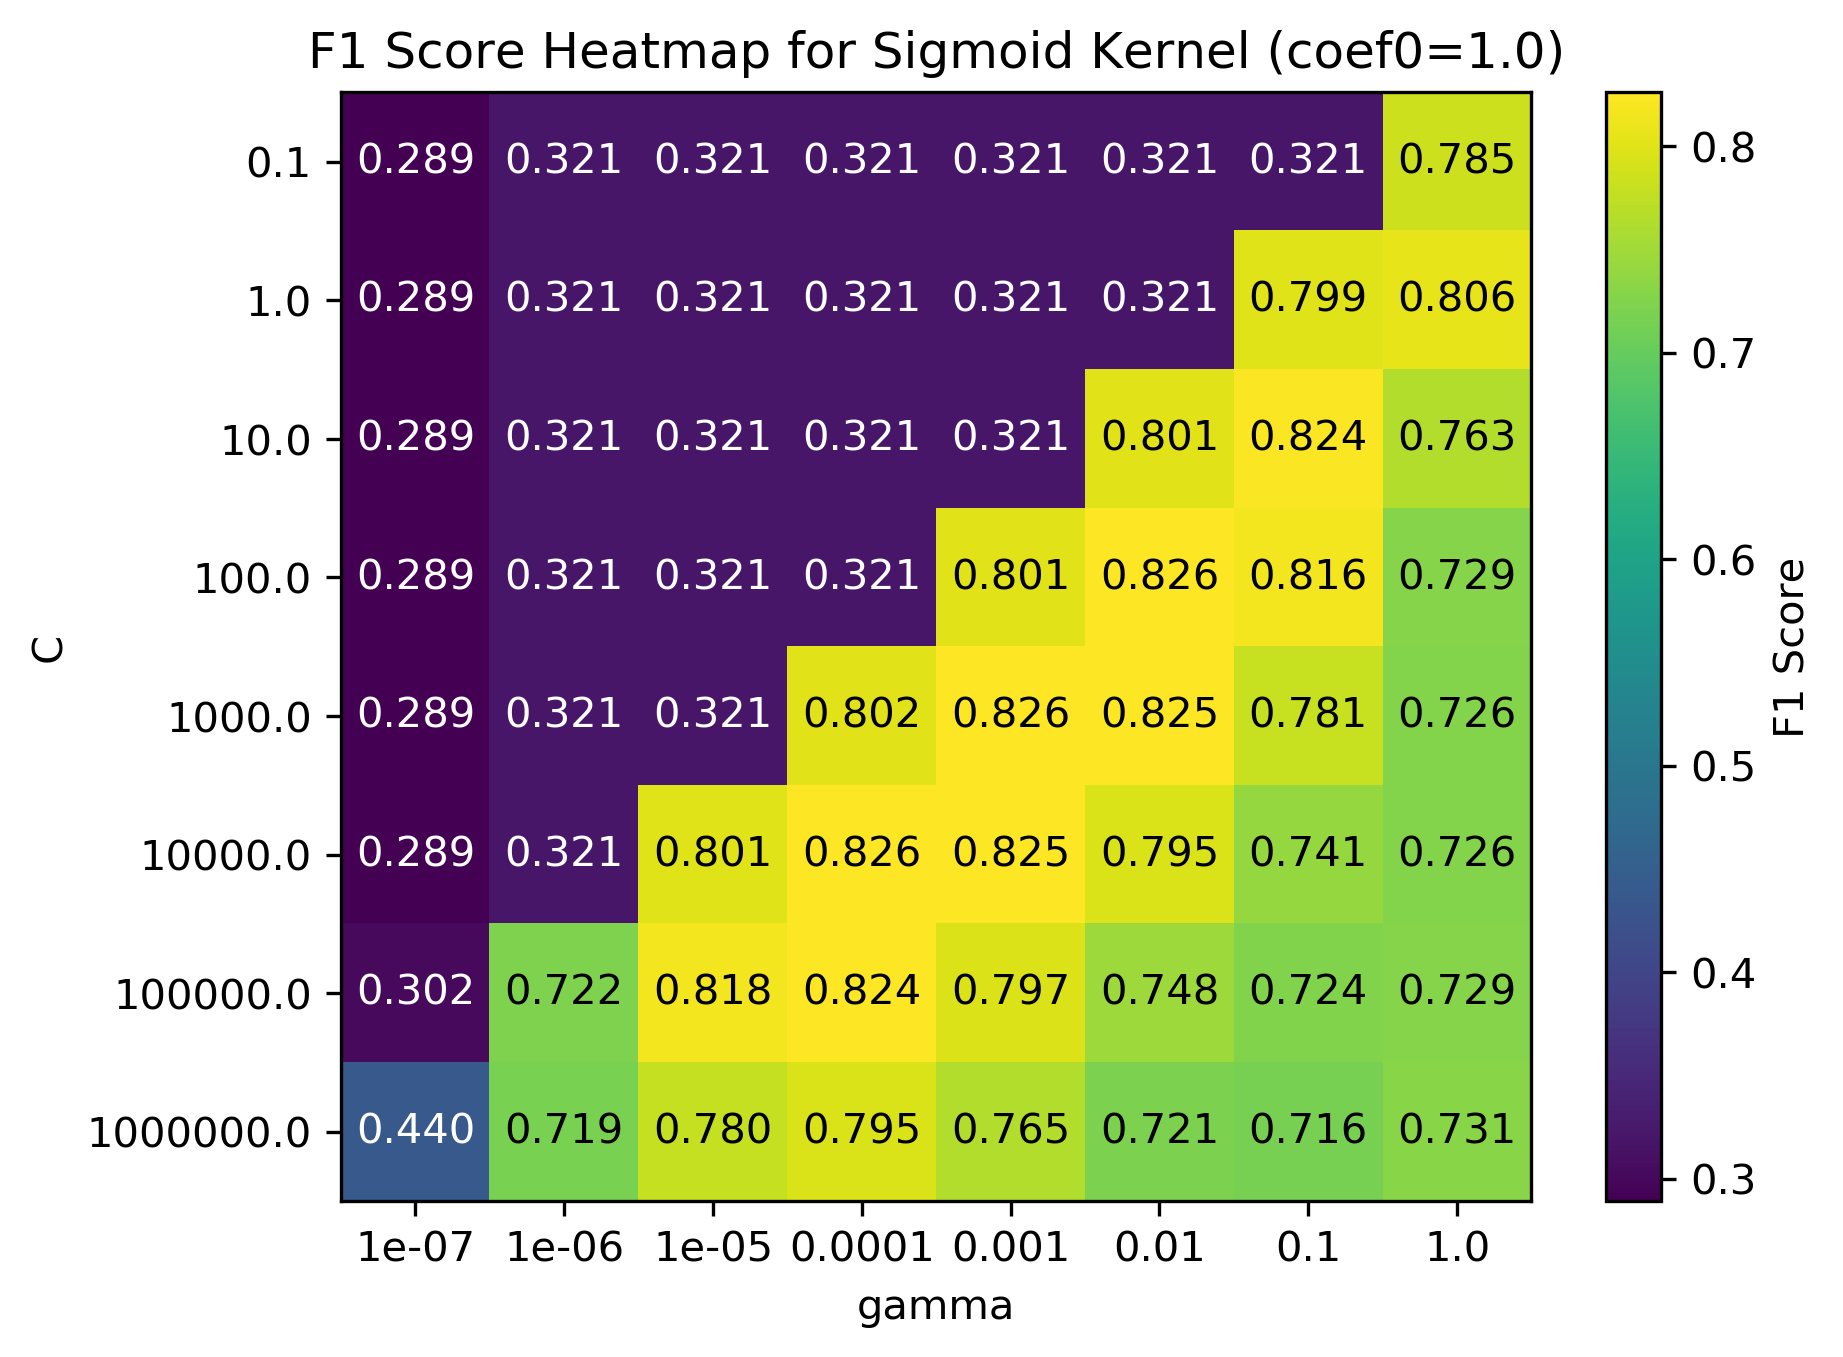 F1 Score Heatmap for Sigmoid Kernel (coef0=1.0)
0.1 0.289 0.321 0.321 0.321 0.321 0.321 0.321 0.785
1.0 0.289 0.321 0.321 0.321 0.321 0.321 0.799 0.806
10.0 0.289 0.321 0.321 0.321 0.321 0.801 0.824 0.763
100.0 0.289 0.321 0.321 0.321 0.801 0.826 0.816 0.729
1000.0 0.289 0.321 0.321 0.802 0.826 0.825 0.781 0.726
10000.0 0.289 0.321 0.801 0.826 0.825 0.795 0.741 0.726
100000.0 0.302 0.722 0.818 0.824 0.797 0.748 0.724 0.729
1000000.0 0.440 0.719 0.780 0.795 0.765 0.721 0.716 0.731
C
1e-07 1e-06 1e-05 0.0001 0.001 0.01 0.1 1.0
gamma
0.8
0.7
0.6
0.5
0.4
0.3
F1 Score